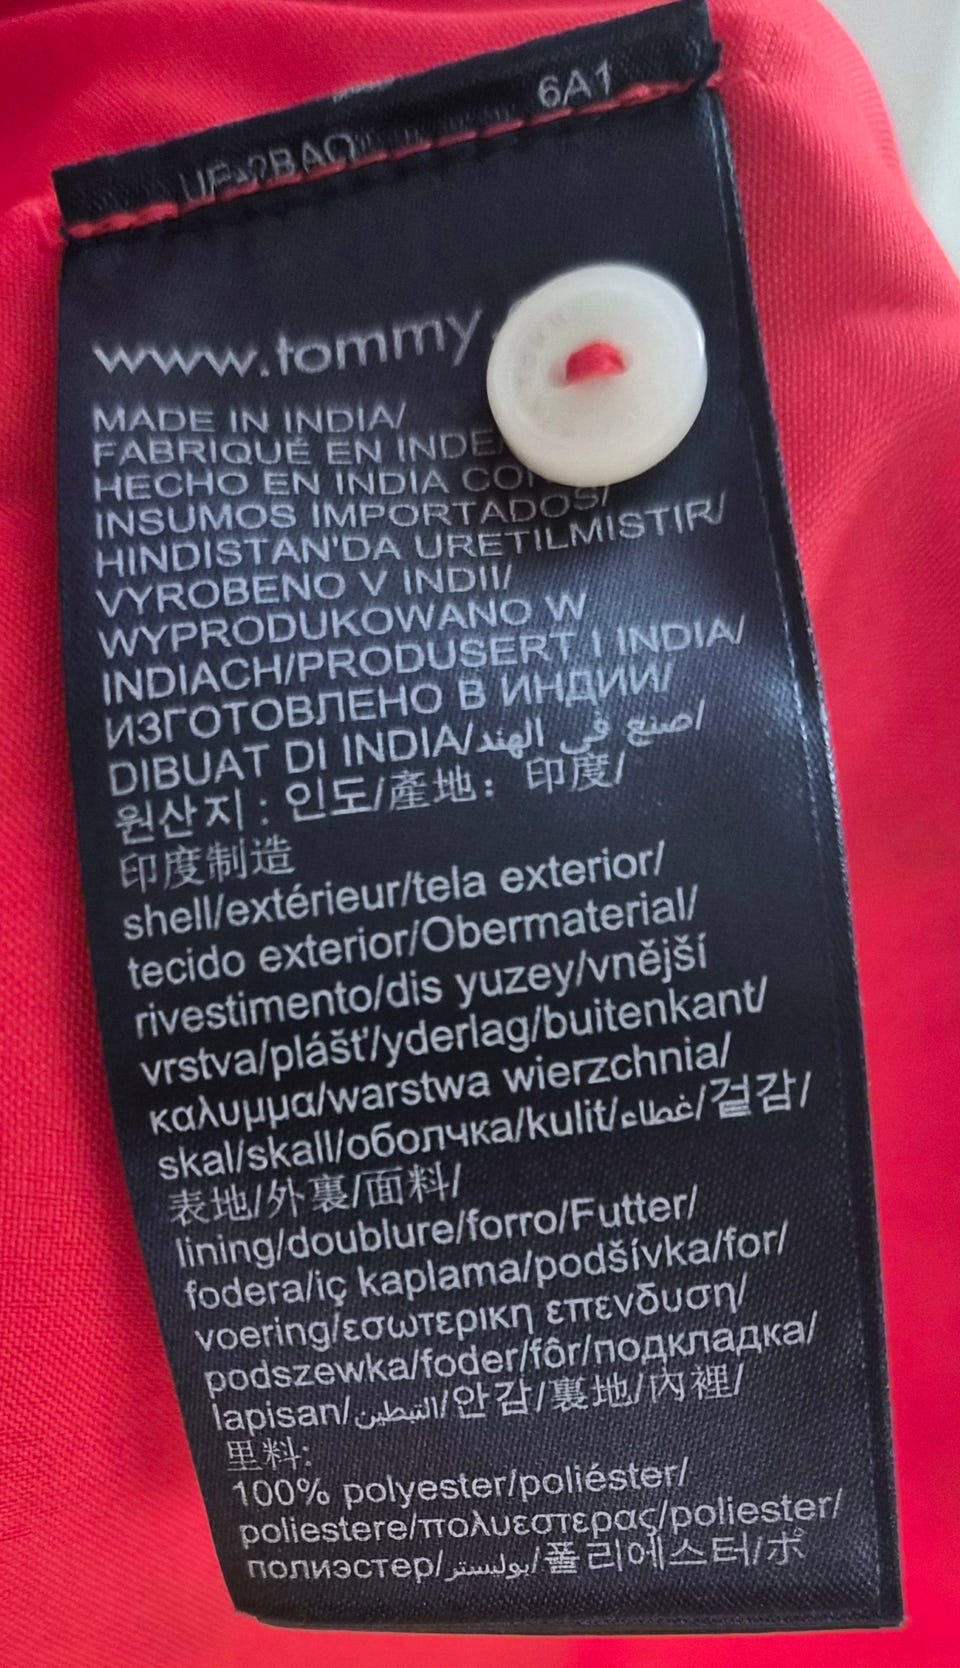 6A1
www.tommy
MADE IN INDIA/
FABRIQUÉ EN INDE/
HECHO EN INDIA
INSUMOS IMPORTADOS/
HINDISTAN'DA URETILMISTIR/
VYROBENO V INDII/
WYPRODUKOWANO W
INDIACH/PRODUSERT I INDIA/
ИЗГОТОВЛЕНО В ИНДИИ/
DIBUAT DI INDIA/صنع في الهند/
원산지 : 인도/產地： 印度/
印度制造
shell/extérieur/tela exterior/
tecido exterior/Obermaterial/
rivestimento/dis yuzey/vnější
vrstva/plášť/yderlag/buitenkant/
καλυμμα/warstwa wierzchnia/
skal/skall/оболчка/kulit/غطاء/겉감/
表地/外裏/面料/
lining/doublure/forro/Futter/
fodera/iç kaplama/podšívka/for/
voering/εσωτερικη επενδυση/
podszewka/foder/fôr/подкладка/
lapisan/التبطين/안감/裏地/內裡/
里料:
100% polyester/poliéster/
poliestere/πολυεστερας/poliester/
полиэстер/بوليستر/폴리에스터/ポ